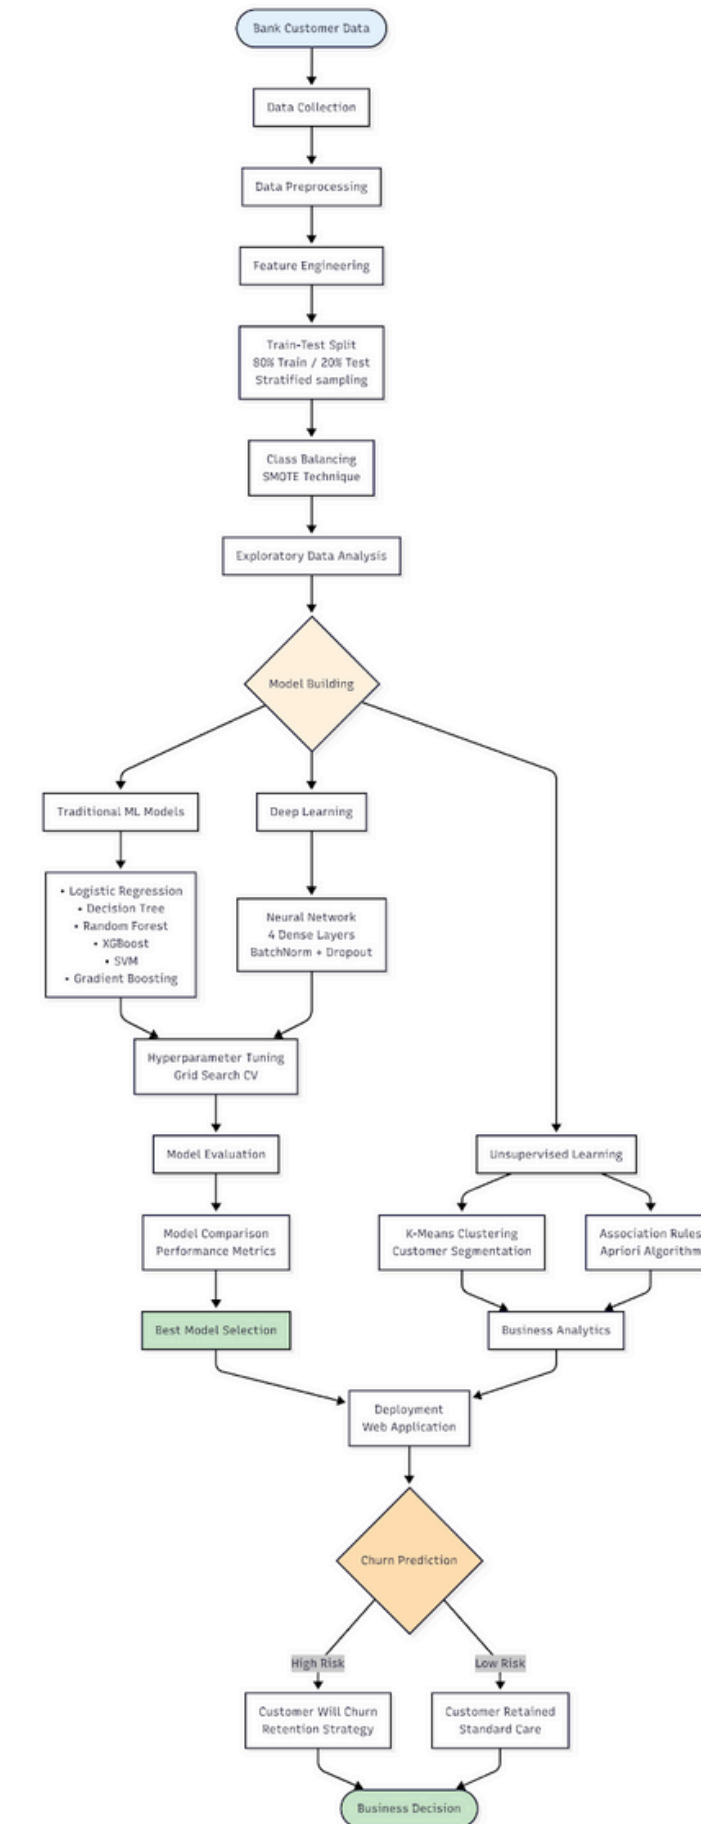 Bank Customer Data
Data Collection
Data Preprocessing
Feature Engineering
Train-Test Split
80% Train / 20% Test
Stratified sampling
Class Balancing
SMOTE Technique
Exploratory Data Analysis
Model Building
Traditional ML Models
Deep Learning
• Logistic Regression
• Decision Tree
• Random Forest
• XGBoost
• SVM
• Gradient Boosting
Neural Network
4 Dense Layers
BatchNorm + Dropout
Hyperparameter Tuning
Grid Search CV
Model Evaluation
Unsupervised Learning
Model Comparison
Performance Metrics
K-Means Clustering
Customer Segmentation
Association Rules
Apriori Algorithm
Best Model Selection
Business Analytics
Deployment
Web Application
Churn Prediction
High Risk
Low Risk
Customer Will Churn
Retention Strategy
Customer Retained
Standard Care
Business Decision